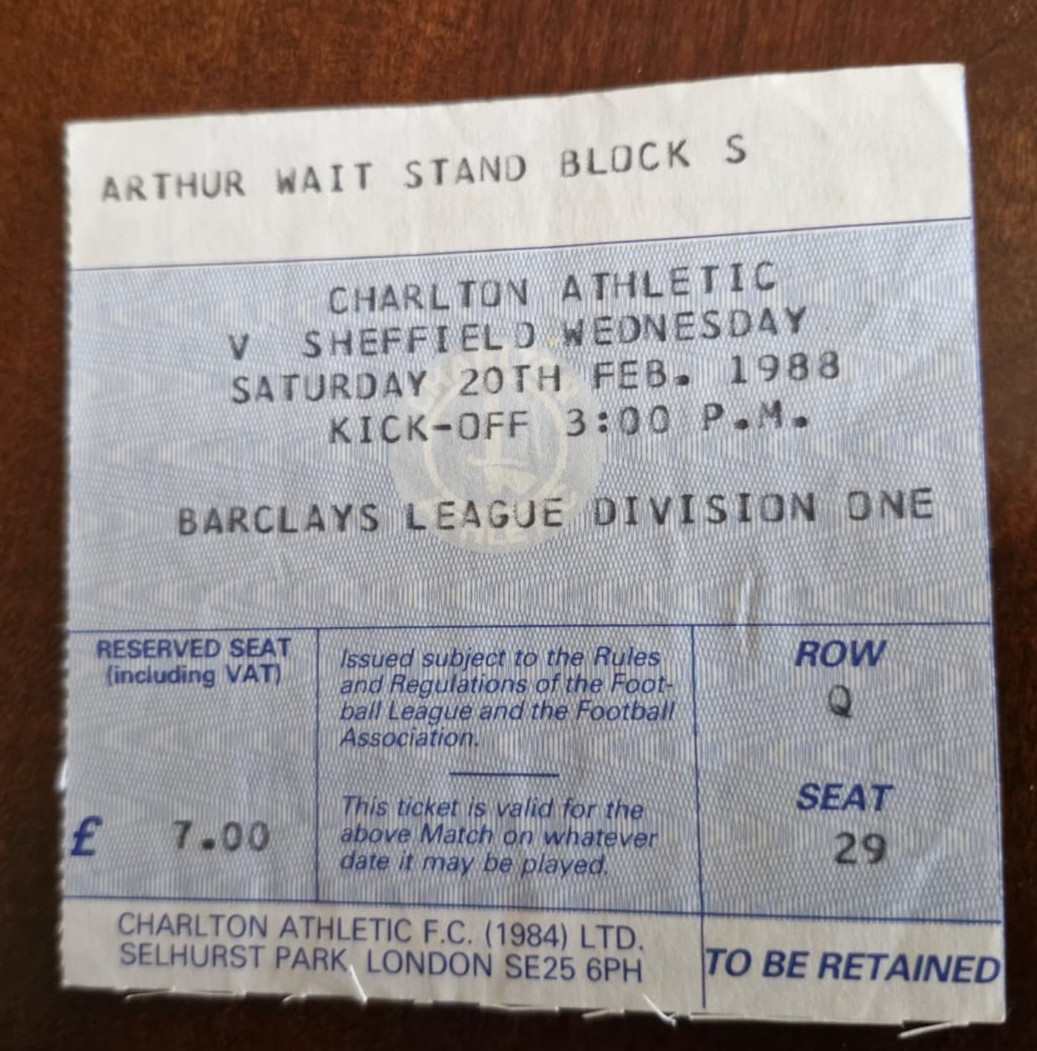 ARTHUR WAIT STAND BLOCK S
CHARLTON ATHLETIC
V SHEFFIELD WEDNESDAY
SATURDAY 20TH FEB. 1988
KICK-OFF 3:00 P.M.
BARCLAYS LEAGUE DIVISION ONE
RESERVED SEAT
(including VAT)
£ 7.00
Issued subject to the Rules
and Regulations of the Foot-
ball League and the Football
Association.
This ticket is valid for the
above Match on whatever
date it may be played.
ROW
Q
SEAT
29
CHARLTON ATHLETIC F.C. (1984) LTD.
SELHURST PARK, LONDON SE25 6PH
TO BE RETAINED